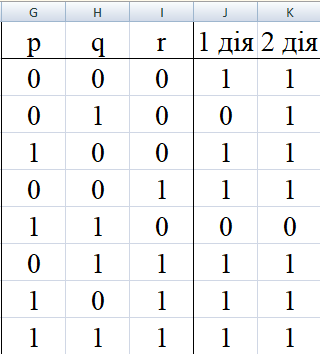 G H I J K
p q r 1 дія 2 дія
0 0 0 1 1
0 1 0 0 1
1 0 0 1 1
0 0 1 1 1
1 1 0 0 0
0 1 1 1 1
1 0 1 1 1
1 1 1 1 1